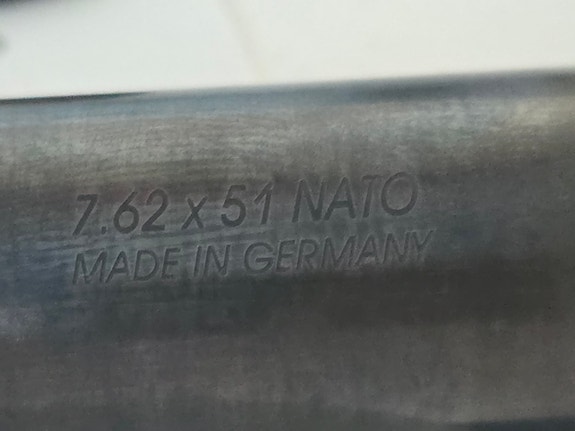 7.62 x 51 NATO
MADE IN GERMANY